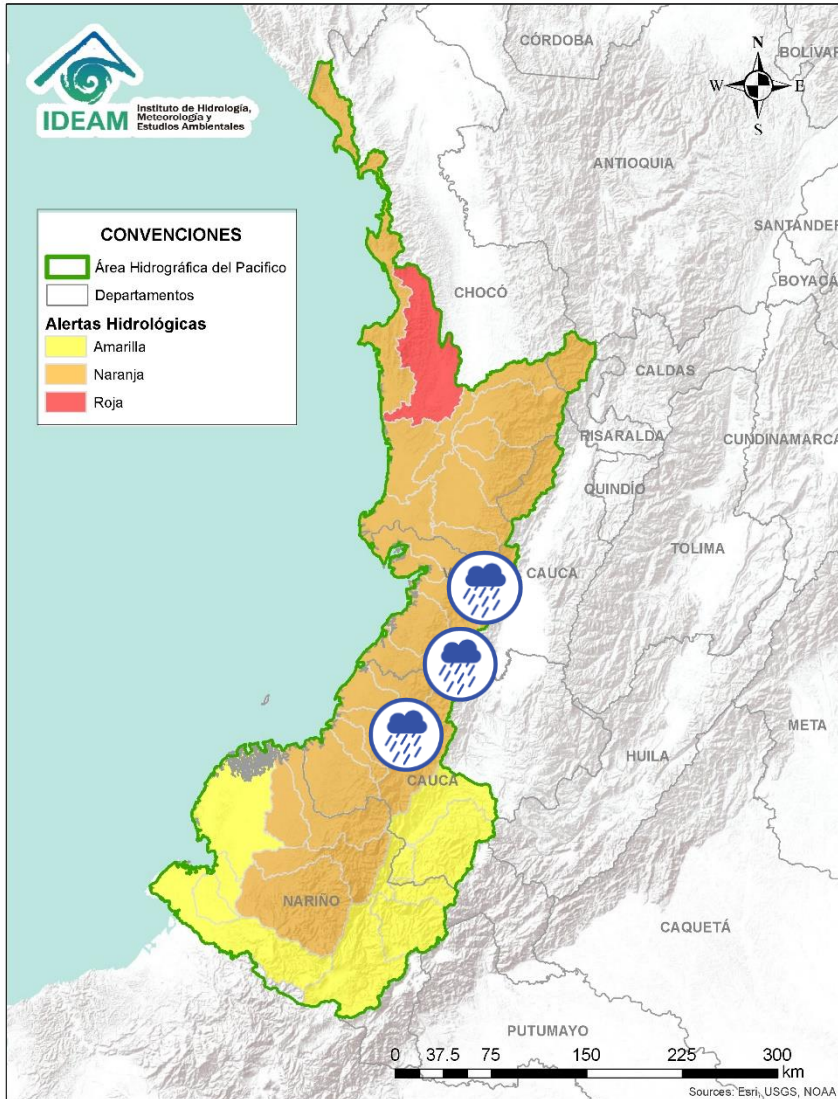 IDEAM
Instituto de Hidrología,
Meteorología y
Estudios Ambientales
CÓRDOBA
BOLÍVAR
N
W
E
S
ANTIOQUIA
SANTANDER
BOYACÁ
CONVENCIONES
Área Hidrográfica del Pacifico
Departamentos
Alertas Hidrológicas
Amarilla
Naranja
Roja
CHOCÓ
CALDAS
RISARALDA
CUNDINAMARCA
QUINDÍO
TOLIMA
CAUCA
META
HUILA
CAUCA
NARIÑO
CAQUETÁ
PUTUMAYO
0 37.5 75 150 225 300
km
Sources: Esri, USGS, NOAA